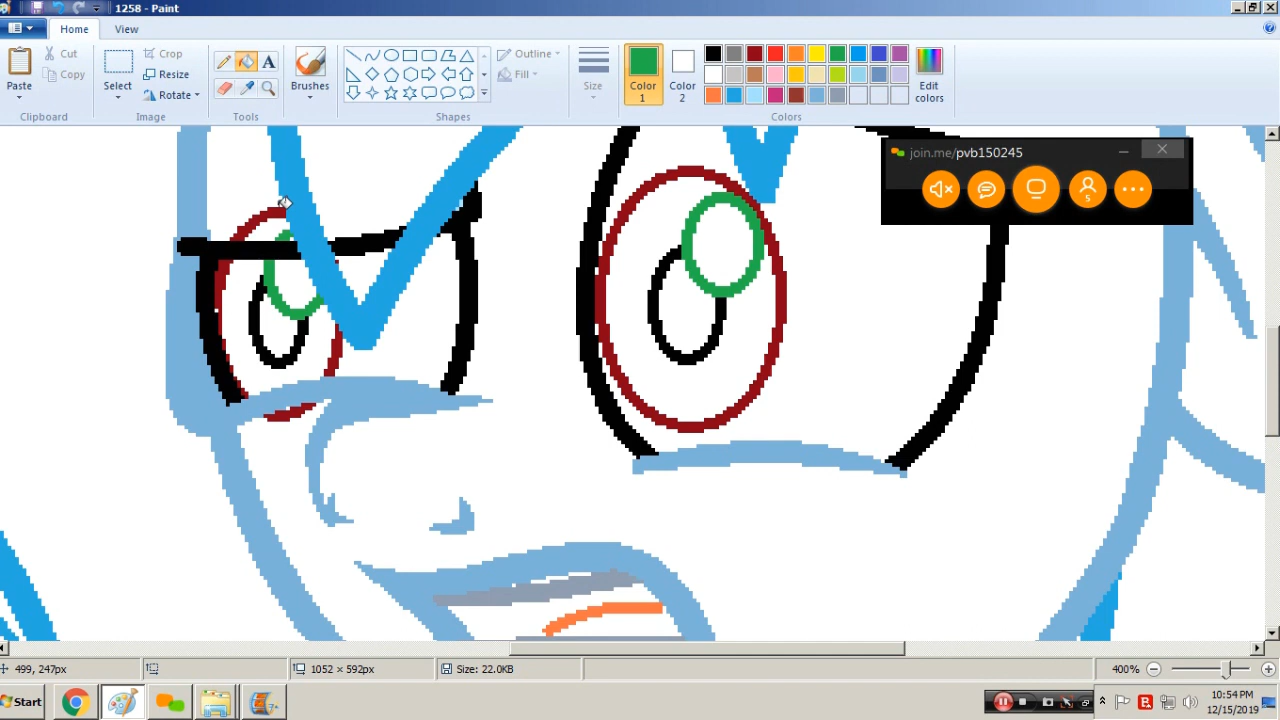 1258 - Paint
Home
View
Paste
Cut
Copy
Clipboard
Select
Crop
Resize
Rotate
Image
A
Tools
Brushes
Outline
Fill
Shapes
Size
Color
1
Color
2
Edit
colors
Colors
join.me/pvb150245
5
499, 247px
1052 × 592px
Size: 22.0KB
400%
Start
10:54 PM
12/15/2019